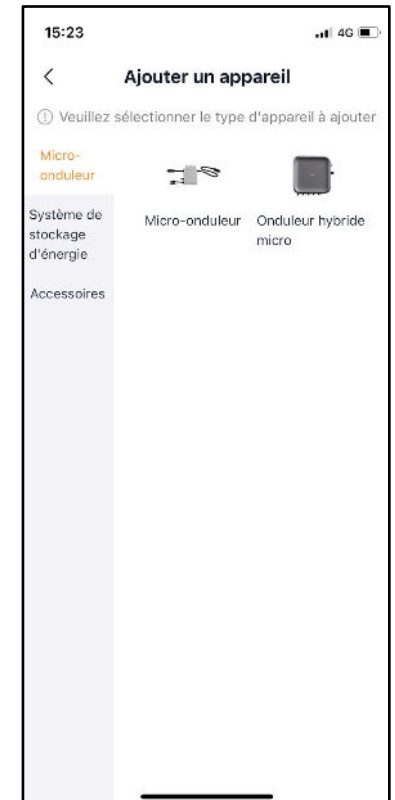 15:23
4G
Ajouter un appareil
Veuillez sélectionner le type d'appareil à ajouter
Micro-
onduleur
Système de
stockage
d'énergie
Accessoires
Micro-onduleur
Onduleur hybride
micro